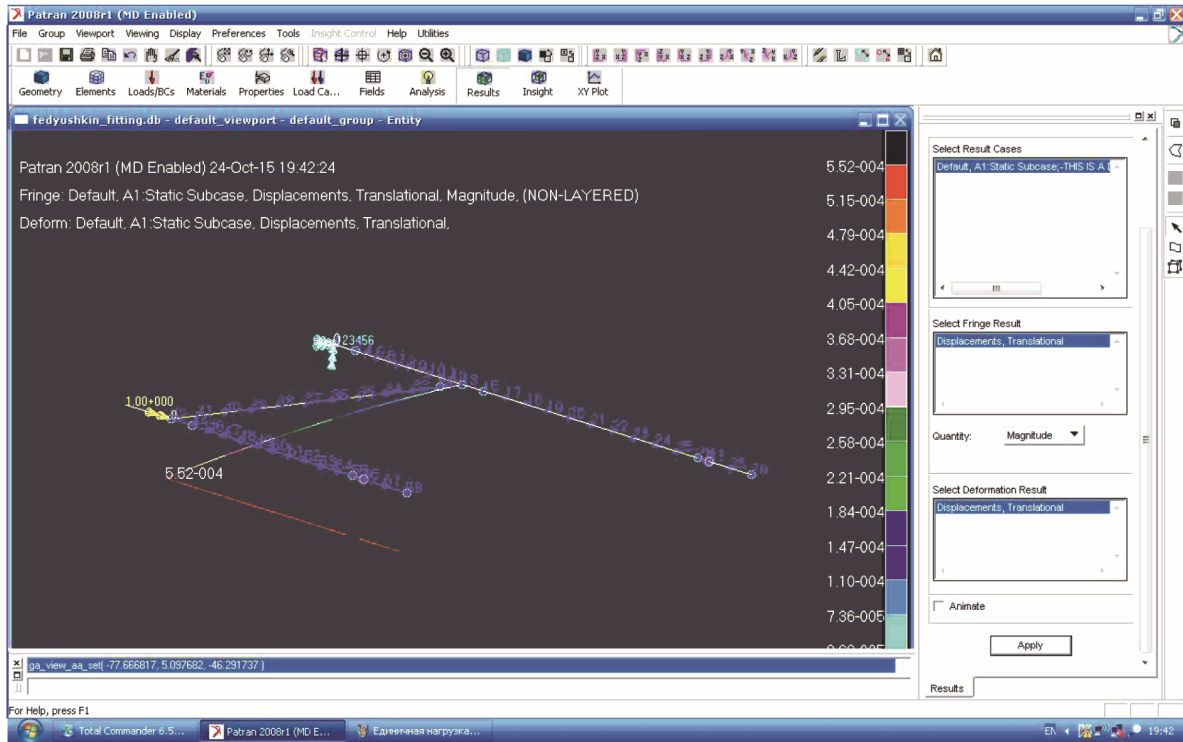 Patran 2008r1 (MD Enabled)
File Group Viewport Viewing Display Preferences Tools Insight Control Help Utilities
Geometry Elements Loads/BCs Materials Properties Load Ca... Fields Analysis Results Insight XY Plot
fedyushkin_fitting.db - default_viewport - default_group - Entity
Patran 2008r1 (MD Enabled) 24-Oct-15 19:42:24
Fringe: Default, A1:Static Subcase, Displacements, Translational, Magnitude, (NON-LAYERED)
Deform: Default, A1:Static Subcase, Displacements, Translational,
5.52-004
5.15-004
4.79-004
4.42-004
4.05-004
3.68-004
3.31-004
2.95-004
2.58-004
2.21-004
1.84-004
1.47-004
1.10-004
7.36-005
123456
1.00+000
5.52-004
Select Result Cases
Default, A1:Static Subcase;-THIS IS A
Select Fringe Result
Displacements, Translational
Quantity: Magnitude
Select Deformation Result
Displacements, Translational
Animate
Apply
Results
ga_view_aa_set( -77.666817, 5.097682, -46.291737 )
For Help, press F1
Total Commander 6.5... Patran 2008r1 (MD E... Единичная нагрузка... EN 19:42